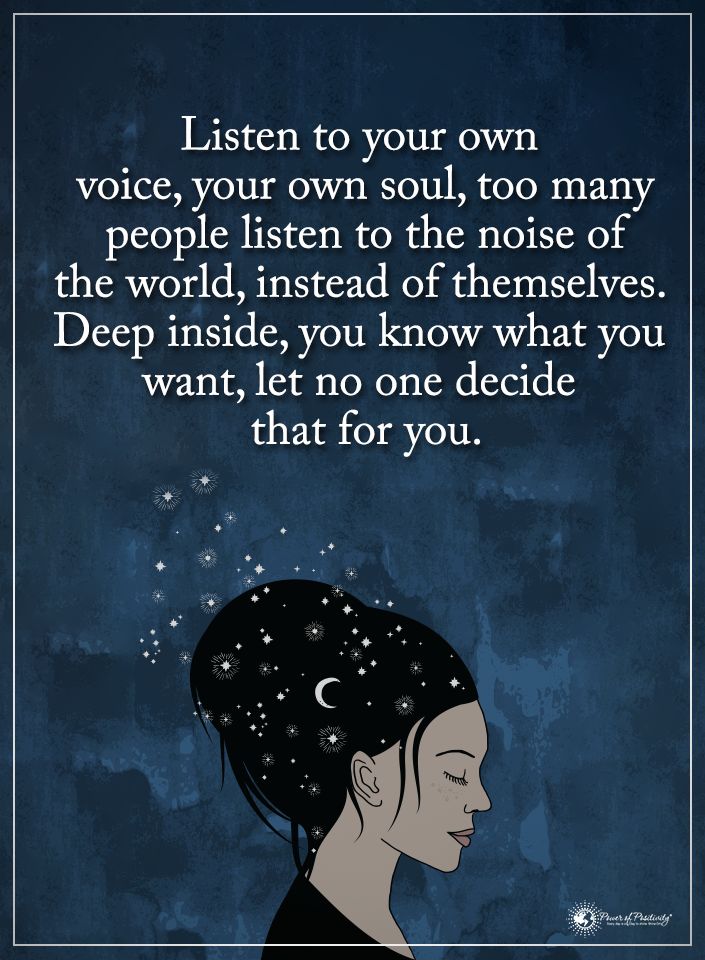 Listen to your own
voice, your own soul, too many
people listen to the noise of
the world, instead of themselves.
Deep inside, you know what you
want, let no one decide
that for you.
Power of Positivity